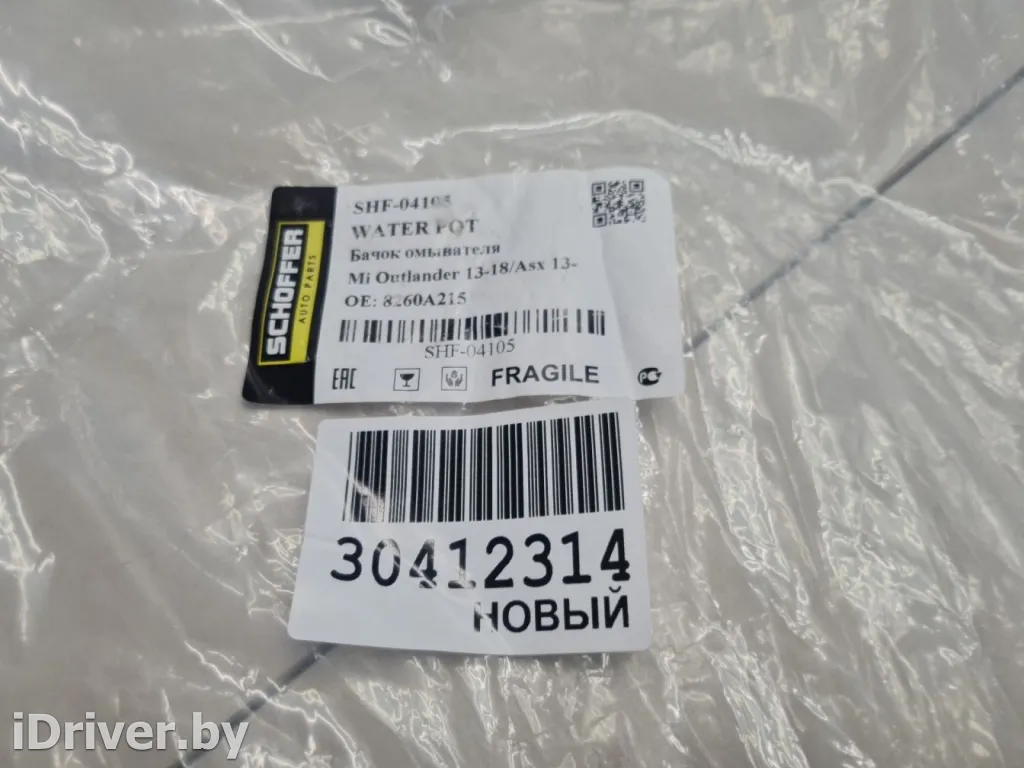 SCHOFFER
AUTO PARTS
SHF-04105
WATER POT
Бачок омывателя
Mi Outlander 13-18/Asx 13-
OE: 8260A215
SHF-04105
EAC
FRAGILE
РС
30412314
НОВЫЙ
iDriver.by